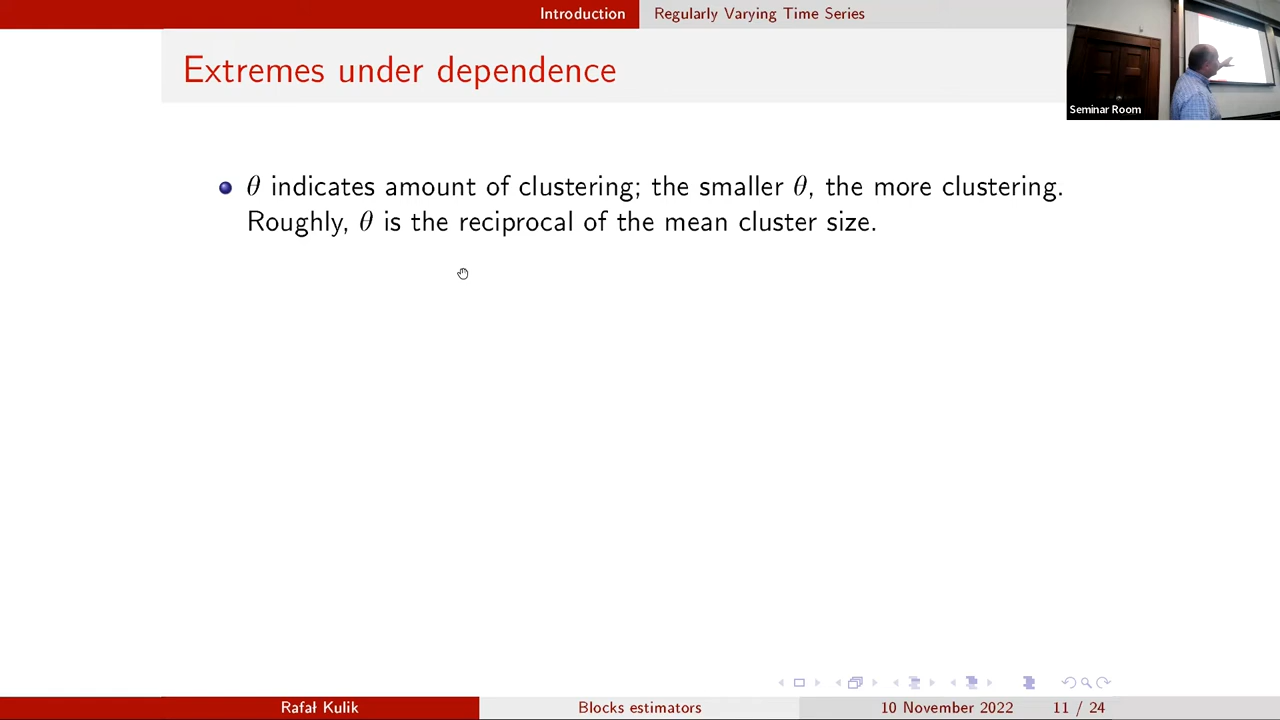 Introduction
Regularly Varying Time Series
Extremes under dependence
Seminar Room
θ indicates amount of clustering; the smaller θ, the more clustering.
Roughly, θ is the reciprocal of the mean cluster size.
Rafał Kulik
Blocks estimators
10 November 2022
11 / 24